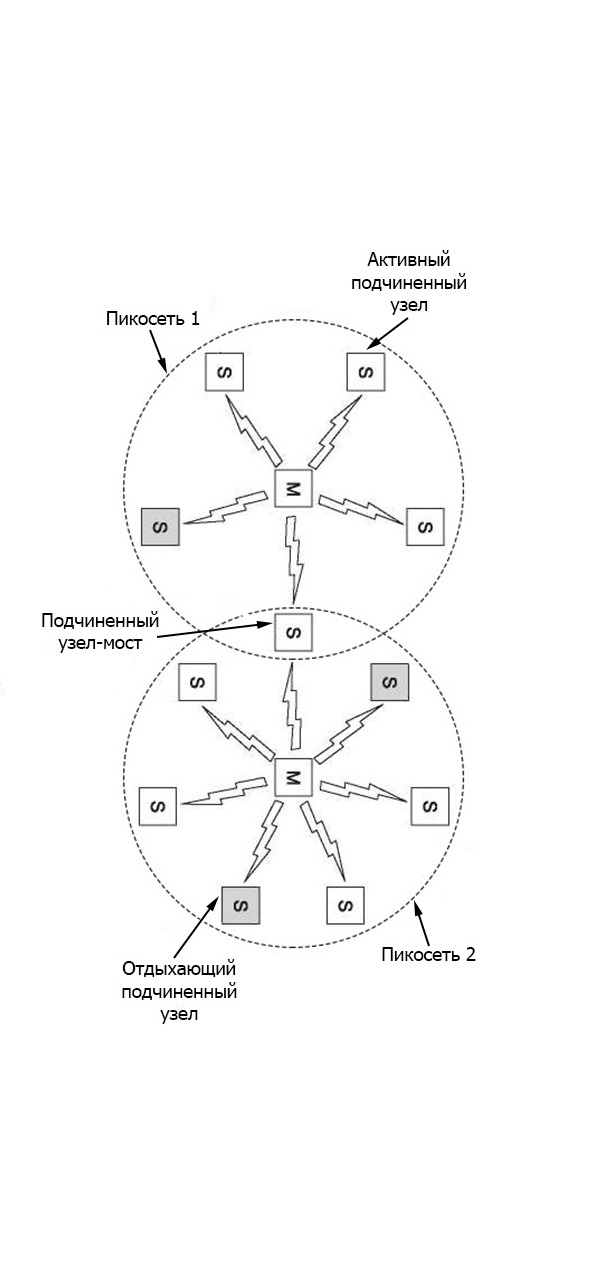 Активный
подчиненный
узел
Пикосеть 1
S
S
M
S
S
Подчиненный
узел-мост
S
S
S
M
S
S
S
S
Пикосеть 2
Отдыхающий
подчиненный
узел